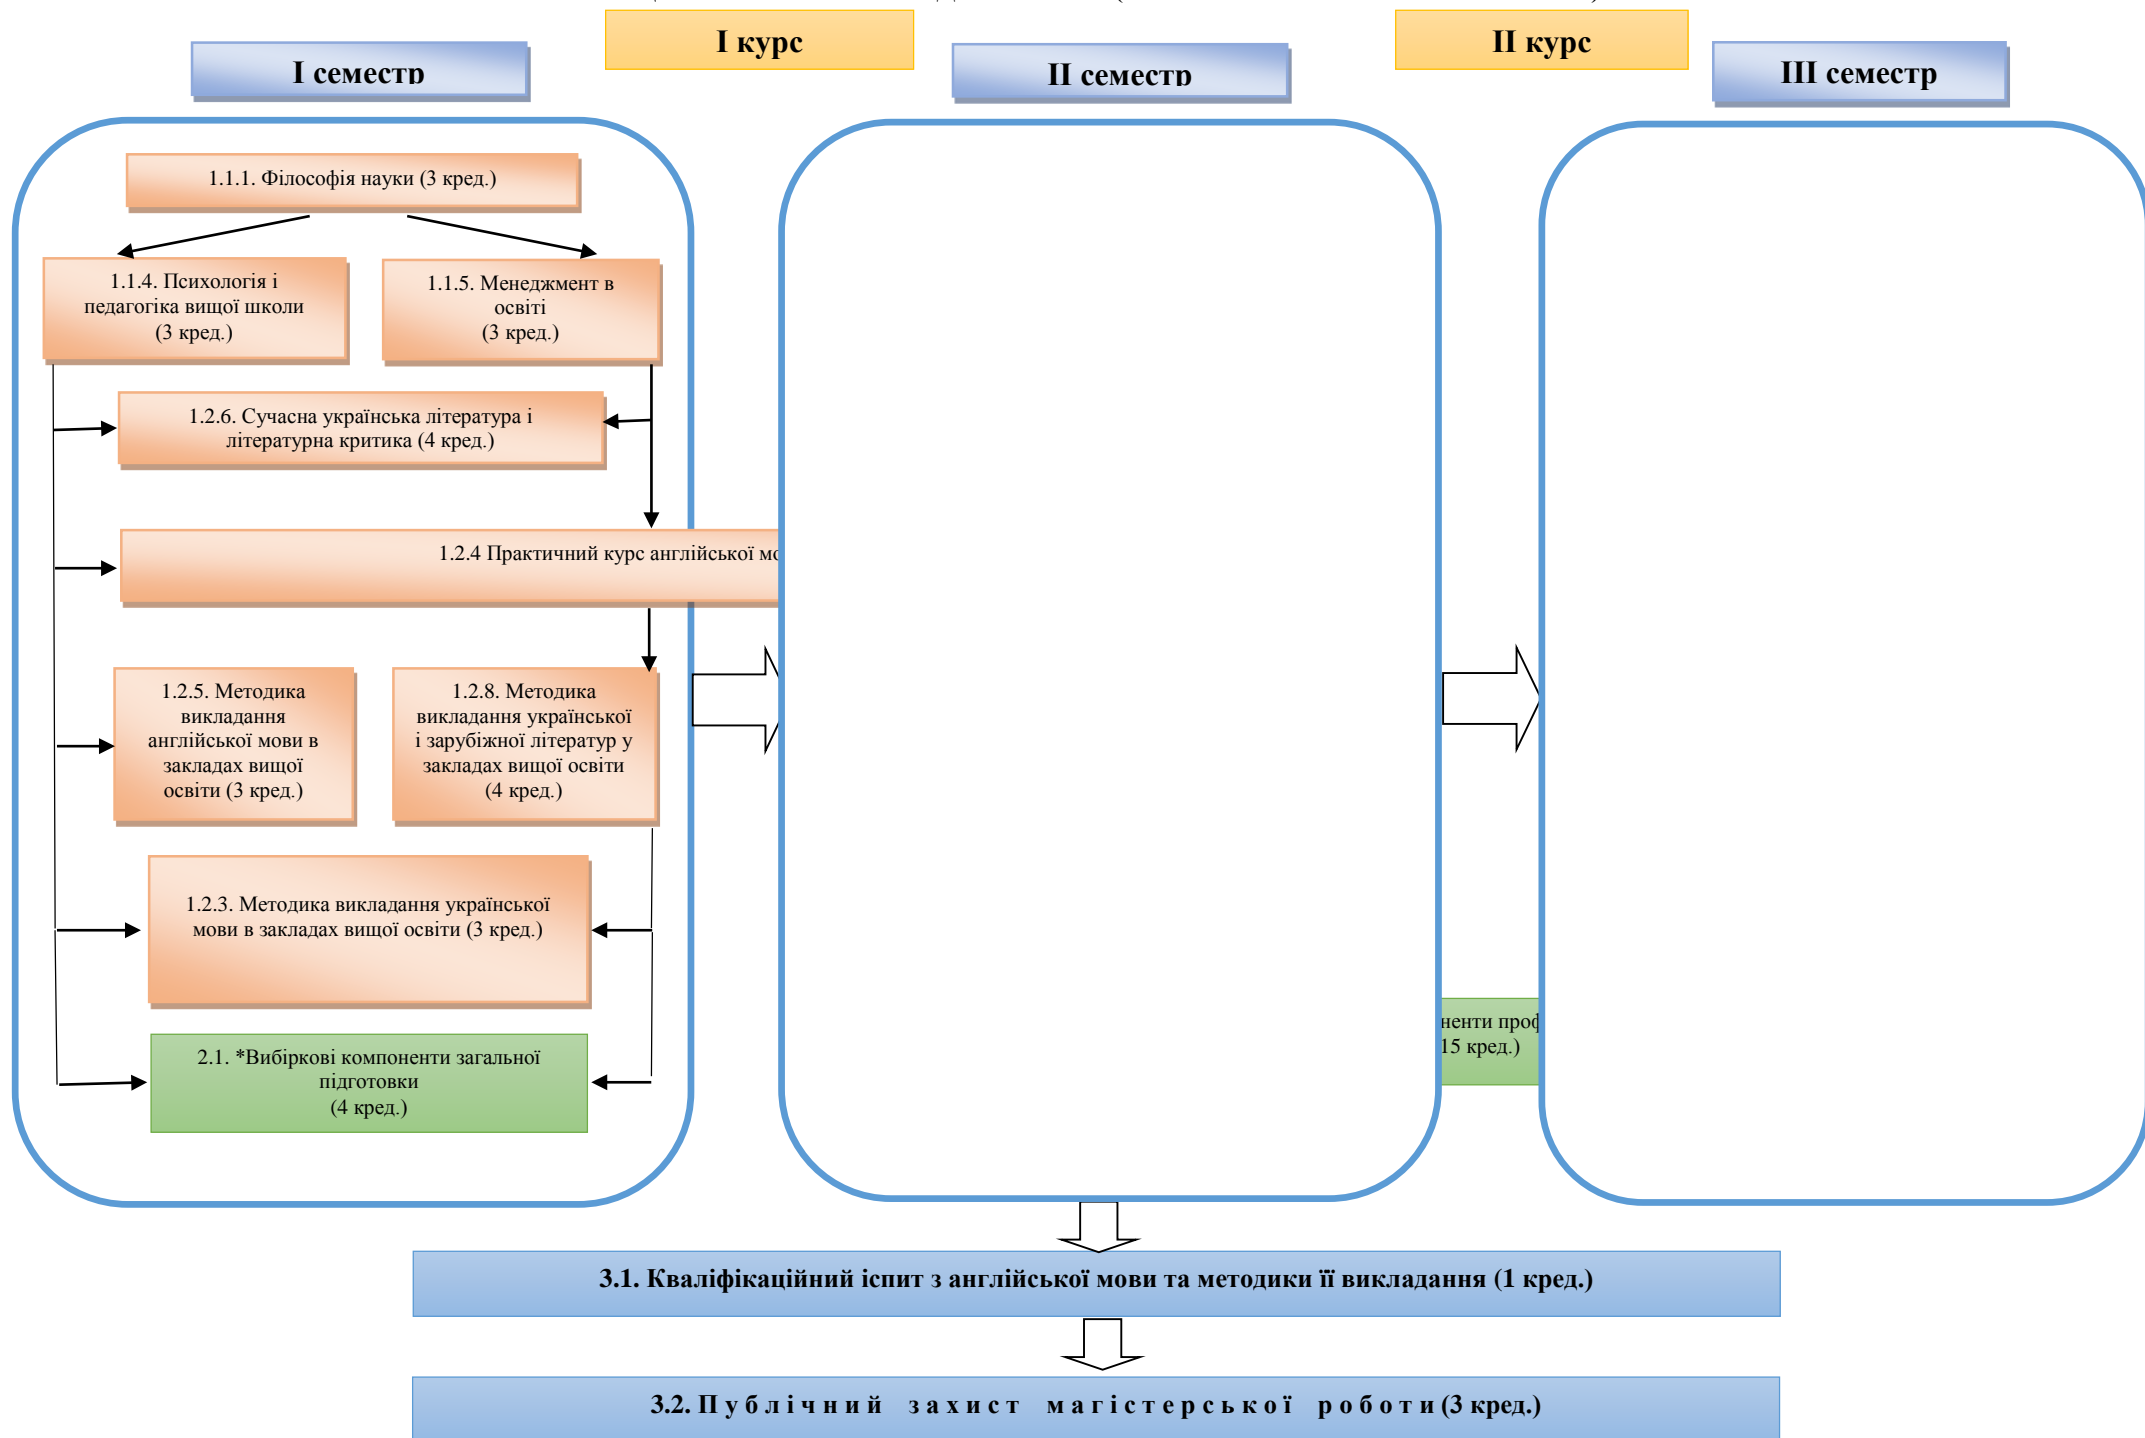 І курс
ІІ курс
І семестр
ІІ семестр
ІІІ семестр
1.1.1. Філософія науки (3 кред.)
1.1.4. Психологія і
педагогіка вищої школи
(3 кред.)
1.1.5. Менеджмент в
освіті
(3 кред.)
1.2.6. Сучасна українська література і
літературна критика (4 кред.)
1.2.4 Практичний курс англійської мо
1.2.5. Методика
викладання
англійської мови в
закладах вищої
освіти (3 кред.)
1.2.8. Методика
викладання української
і зарубіжної літератур у
закладах вищої освіти
(4 кред.)
1.2.3. Методика викладання української
мови в закладах вищої освіти (3 кред.)
2.1. *Вибіркові компоненти загальної
підготовки
(4 кред.)
ненти проф
15 кред.)
3.1. Кваліфікаційний іспит з англійської мови та методики її викладання (1 кред.)
3.2. П у б л і ч н и й з а х и с т м а г і с т е р с ь к о ї р о б о т и (3 кред.)